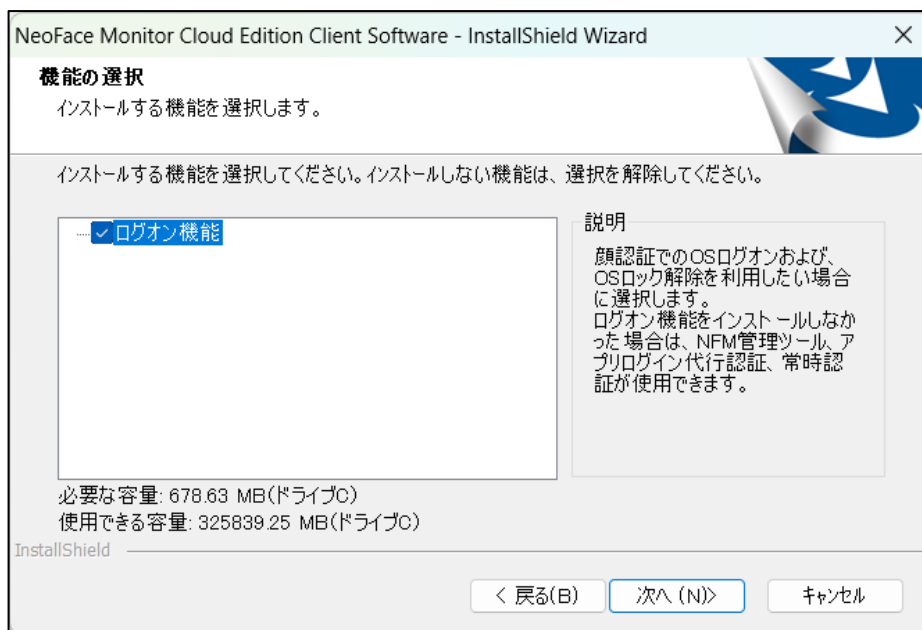 NeoFace Monitor Cloud Edition Client Software - InstallShield Wizard
機能の選択
インストールする機能を選択します。
インストールする機能を選択してください。インストールしない機能は、選択を解除してください。
ログオン機能
説明
顔認証でのOSログオンおよび、
OSロック解除を利用したい場合
に選択します。
ログオン機能をインストールしなか
った場合は、NFM管理ツール、ア
プリログイン代行認証、常時認
証が使用できます。
必要な容量: 678.63 MB(ドライブC)
使用できる容量: 325839.25 MB(ドライブC)
InstallShield
< 戻る(B)
次へ (N)>
キャンセル